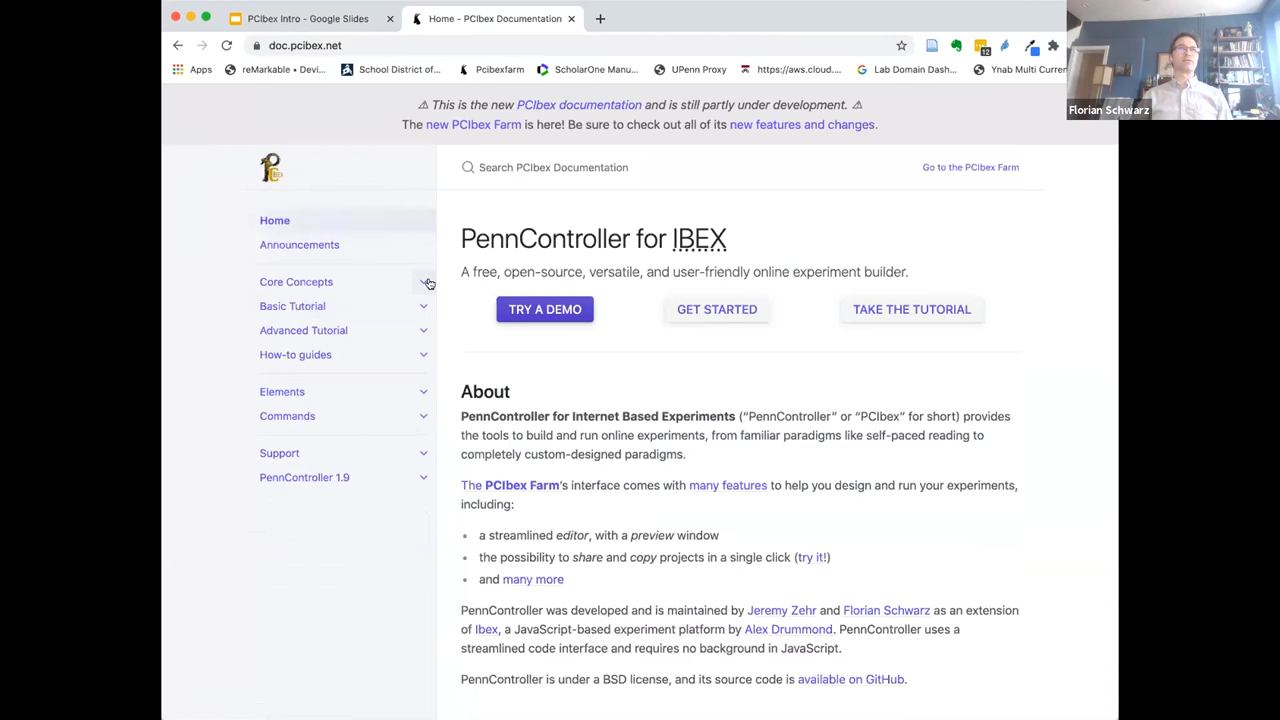 PCIbex Intro - Google Slides
Home - PCIbex Documentation
doc.pcibex.net
12
Apps
reMarkable • Devi...
School District of...
Pcibexfarm
ScholarOne Manu...
UPenn Proxy
https://aws.cloud....
Lab Domain Dash...
Ynab Multi Curren
Florian Schwarz
⚠ This is the new PCIbex documentation and is still partly under development. ⚠
The new PCIbex Farm is here! Be sure to check out all of its new features and changes.
Search PCIbex Documentation
Go to the PCIbex Farm
Home
Announcements
Core Concepts
Basic Tutorial
Advanced Tutorial
How-to guides
Elements
Commands
Support
PennController 1.9
PennController for IBEX
A free, open-source, versatile, and user-friendly online experiment builder.
TRY A DEMO
GET STARTED
TAKE THE TUTORIAL
About
PennController for Internet Based Experiments (“PennController” or “PCIbex” for short) provides
the tools to build and run online experiments, from familiar paradigms like self-paced reading to
completely custom-designed paradigms.
The PCIbex Farm’s interface comes with many features to help you design and run your experiments,
including:
• a streamlined editor, with a preview window
• the possibility to share and copy projects in a single click (try it!)
• and many more
PennController was developed and is maintained by Jeremy Zehr and Florian Schwarz as an extension
of Ibex, a JavaScript-based experiment platform by Alex Drummond. PennController uses a
streamlined code interface and requires no background in JavaScript.
PennController is under a BSD license, and its source code is available on GitHub.